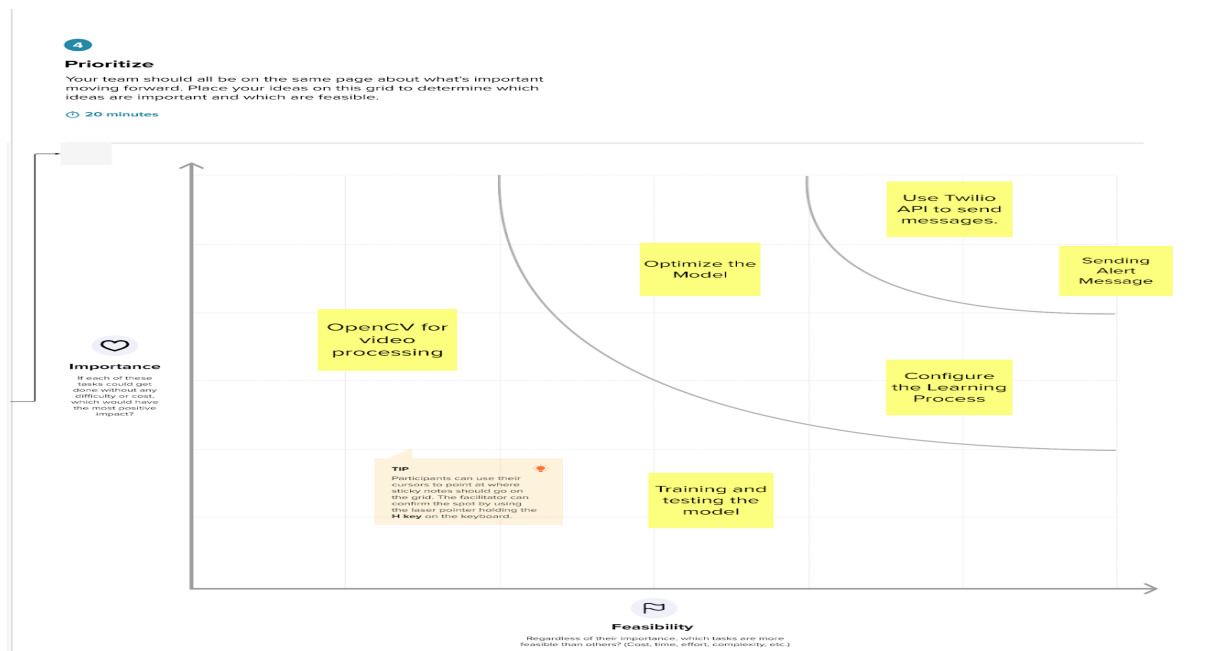 4
Prioritize
Your team should all be on the same page about what's important
moving forward. Place your ideas on this grid to determine which
ideas are important and which are feasible.
20 minutes
Use Twilio
API to send
messages.
Optimize the
Model
Sending
Alert
Message
OpenCV for
video
processing
Importance
If each of these
tasks could get
done without any
difficulty or cost,
which would have
the most positive
impact?
Configure
the Learning
Process
TIP
Participants can use their
cursors to point at where
sticky notes should go on
the grid. The facilitator can
confirm the spot by using
the laser pointer holding the
H key on the keyboard.
Training and
testing the
model
Feasibility
Regardless of their importance, which tasks are more
feasible than others? (Cost, time, effort, complexity, etc.)